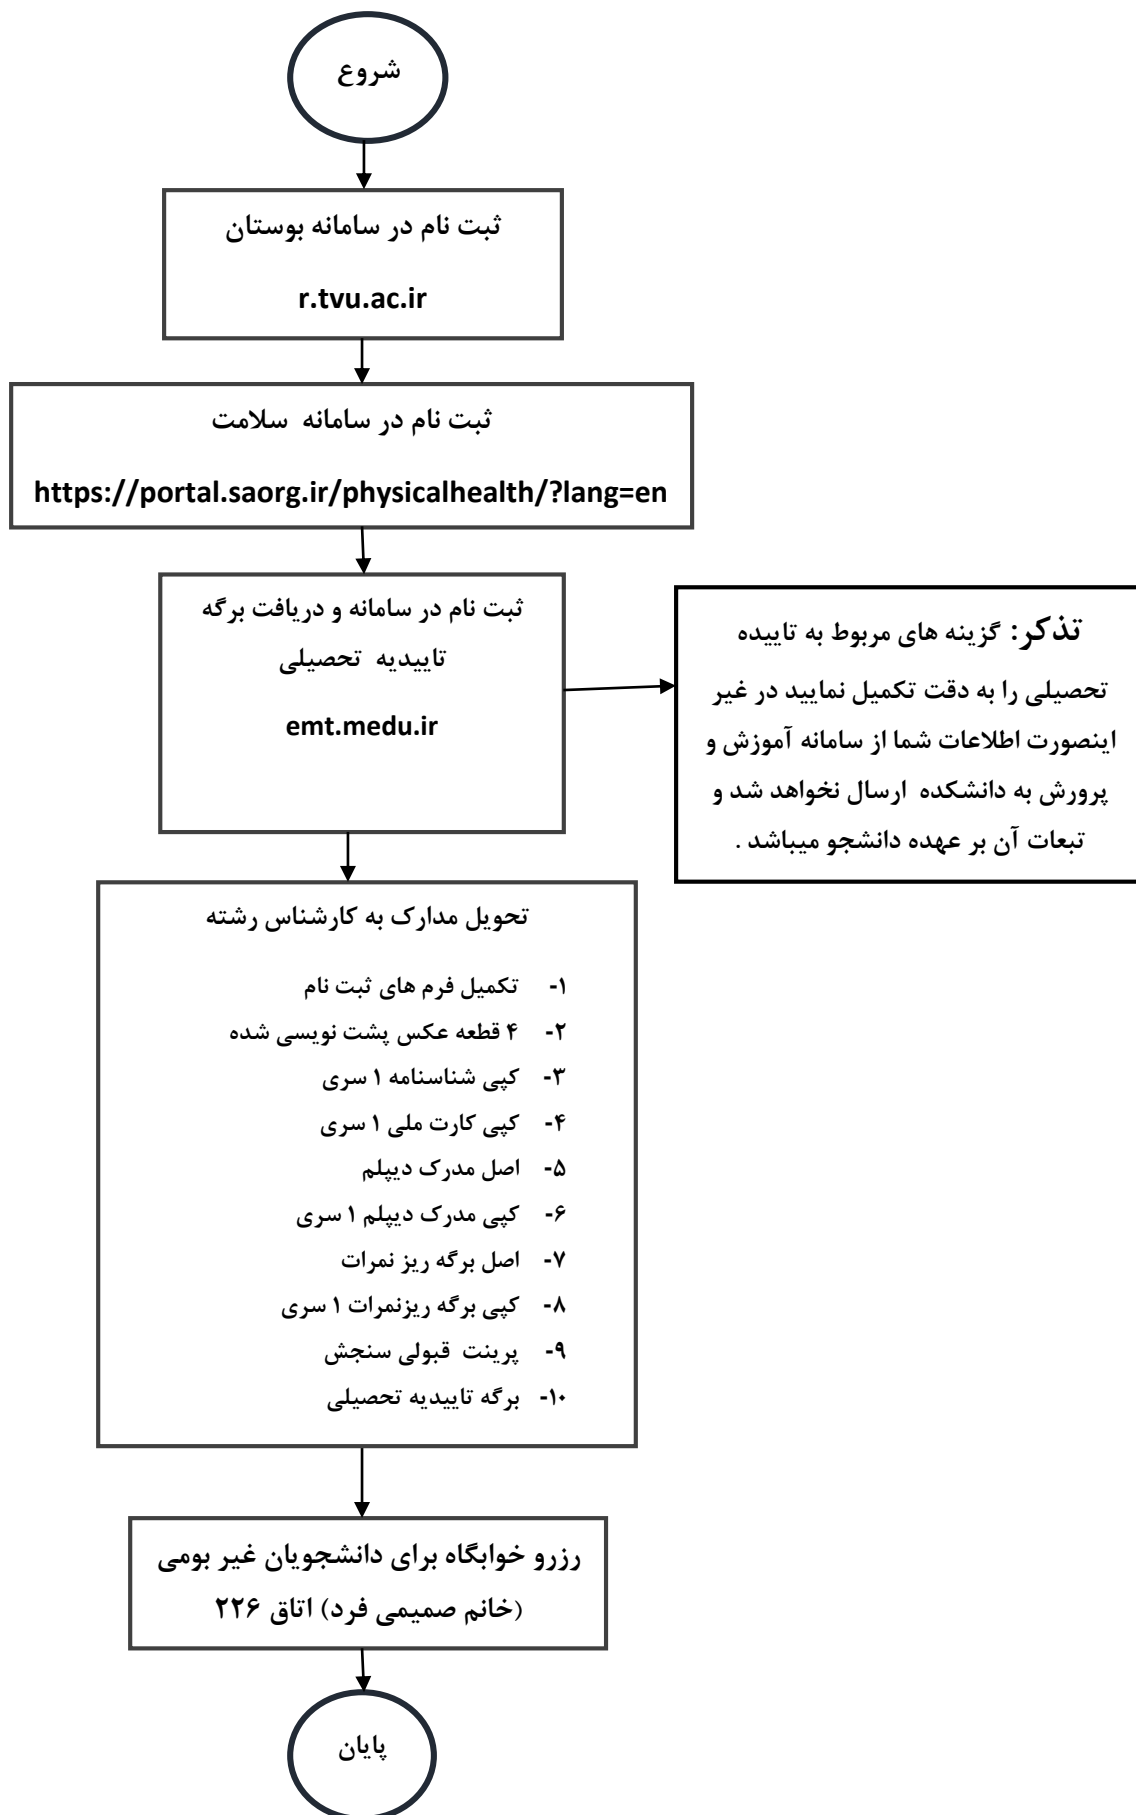 شروع
ثبت نام در سامانه بوستان
r.tvu.ac.ir
ثبت نام در سامانه سلامت
https://portal.saorg.ir/physicalhealth/?lang=en
ثبت نام در سامانه و دریافت برگه
تاییدیه تحصیلی
emt.medu.ir
تذکر: گزینه های مربوط به تاییده
تحصیلی را به دقت تکمیل نمایید در غیر
اینصورت اطلاعات شما از سامانه آموزش و
پرورش به دانشکده ارسال نخواهد شد و
تبعات آن بر عهده دانشجو میباشد .
تحویل مدارک به کارشناس رشته
۱- تکمیل فرم های ثبت نام
۲- ۴ قطعه عکس پشت نویسی شده
۳- کپی شناسنامه ۱ سری
۴- کپی کارت ملی ۱ سری
۵- اصل مدرک دیپلم
۶- کپی مدرک دیپلم ۱ سری
۷- اصل برگه ریز نمرات
۸- کپی برگه ریزنمرات ۱ سری
۹- پرینت قبولی سنجش
۱۰- برگه تاییدیه تحصیلی
رزرو خوابگاه برای دانشجویان غیر بومی
(خانم صمیمی فرد) اتاق ۲۲۶
پایان